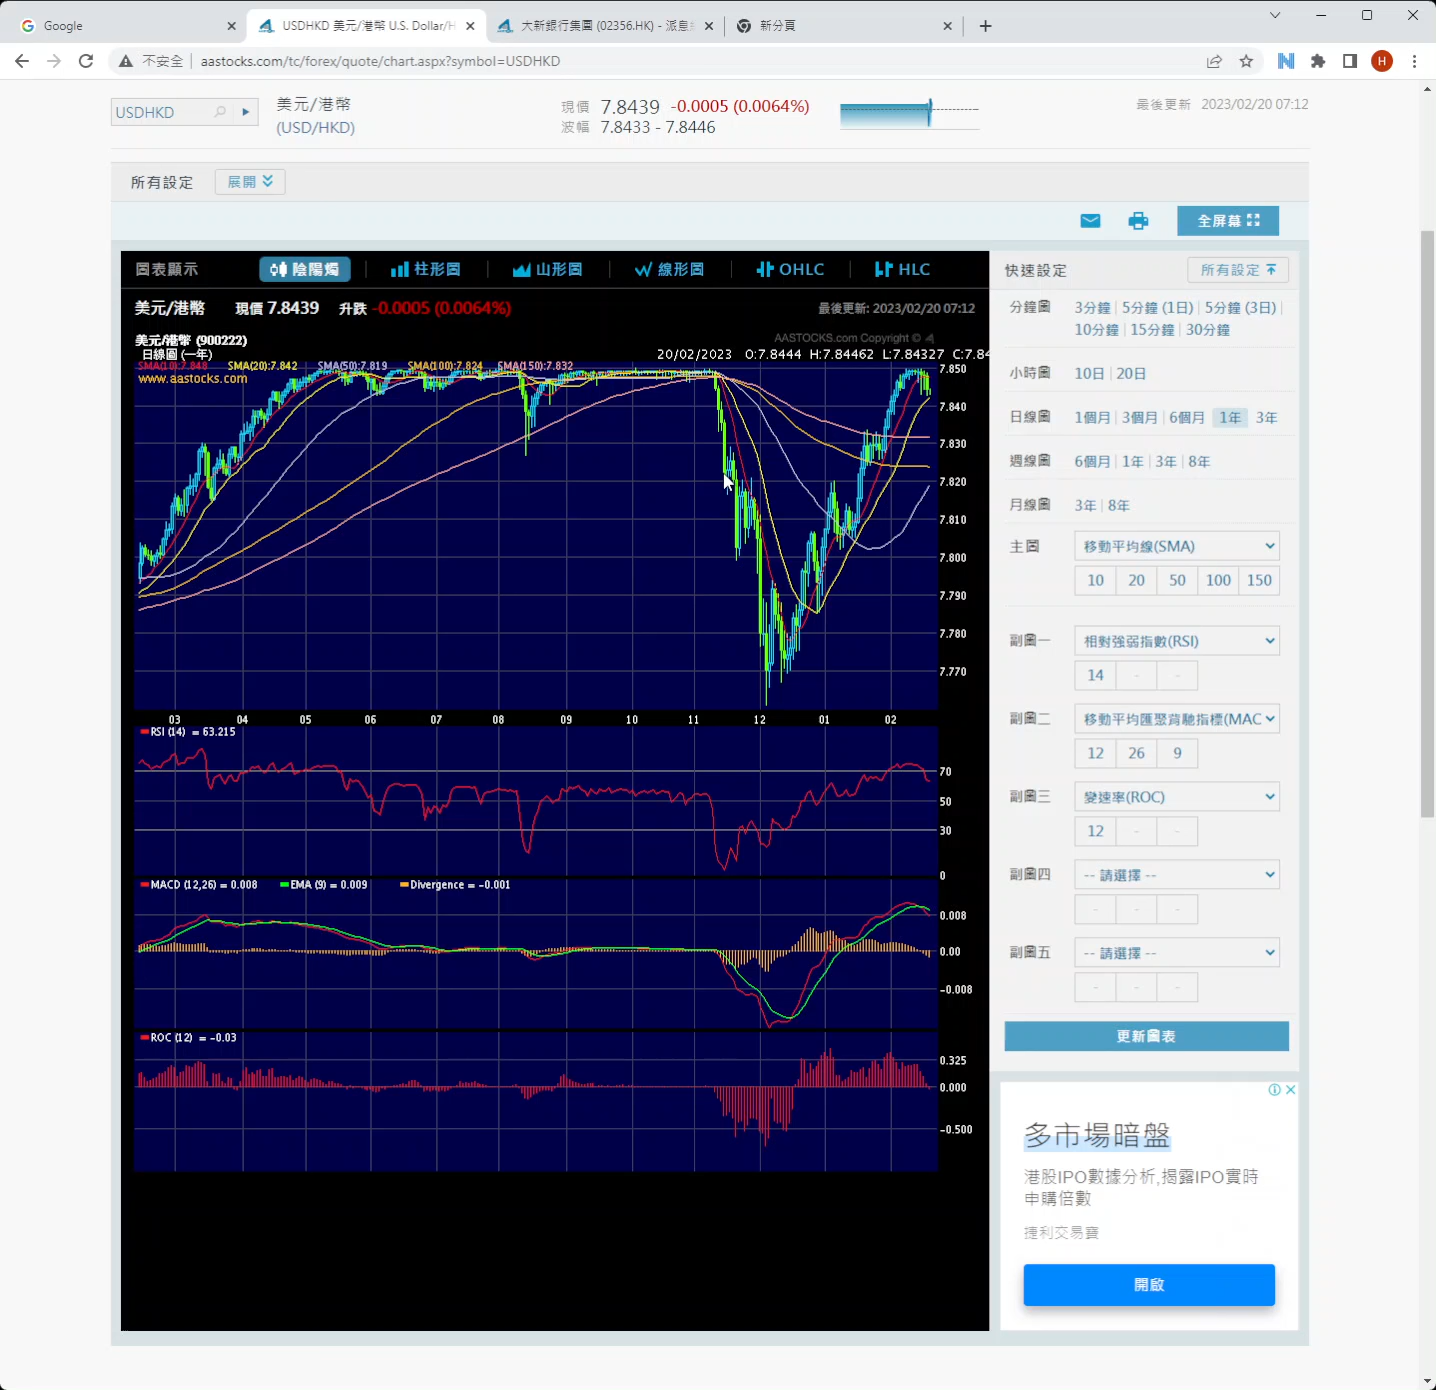 Google
USDHKD 美元/港幣 U.S. Dollar/H
大新銀行集團 (02356.HK) - 派息
新分頁
不安全
aastocks.com/tc/forex/quote/chart.aspx?symbol=USDHKD
H
USDHKD
美元/港幣
(USD/HKD)
現價 7.8439 -0.0005 (0.0064%)
波幅 7.8433 - 7.8446
最後更新 2023/02/20 07:12
所有設定
展開
全屏幕
圖表顯示
陰陽燭
柱形圖
山形圖
線形圖
OHLC
HLC
美元/港幣 現價 7.8439 升跌 -0.0005 (0.0064%)
最後更新: 2023/02/20 07:12
AASTOCKS.com Copyright ©
美元/港幣 (900222)
日線圖 (一年)
20/02/2023 O:7.8444 H:7.84462 L:7.84327 C:7.84
SMA(10):7.848 SMA(20):7.842 SMA(50):7.819 SMA(100):7.824 SMA(150):7.832
www.aastocks.com
7.850
7.840
7.830
7.820
7.810
7.800
7.790
7.780
7.770
03 04 05 06 07 08 09 10 11 12 01 02
RSI (14) = 63.215
70
50
30
0
MACD (12,26) = 0.008 EMA (9) = 0.009 Divergence = -0.001
0.008
0.00
-0.008
ROC (12) = -0.03
0.325
0.000
-0.500
快速設定
所有設定
分鐘圖 3分鐘 | 5分鐘 (1日) | 5分鐘 (3日) |
10分鐘 | 15分鐘 | 30分鐘
小時圖 10日 | 20日
日線圖 1個月 | 3個月 | 6個月 1年 3年
週線圖 6個月 | 1年 | 3年 | 8年
月線圖 3年 | 8年
主圖 移動平均線(SMA)
10 20 50 100 150
副圖一 相對強弱指數(RSI)
14 - -
副圖二 移動平均匯聚背馳指標(MAC
12 26 9
副圖三 變速率(ROC)
12 - -
副圖四 -- 請選擇 --
- - -
副圖五 -- 請選擇 --
- - -
更新圖表
多市場暗盤
港股IPO數據分析,揭露IPO實時
申購倍數
捷利交易寶
開啟